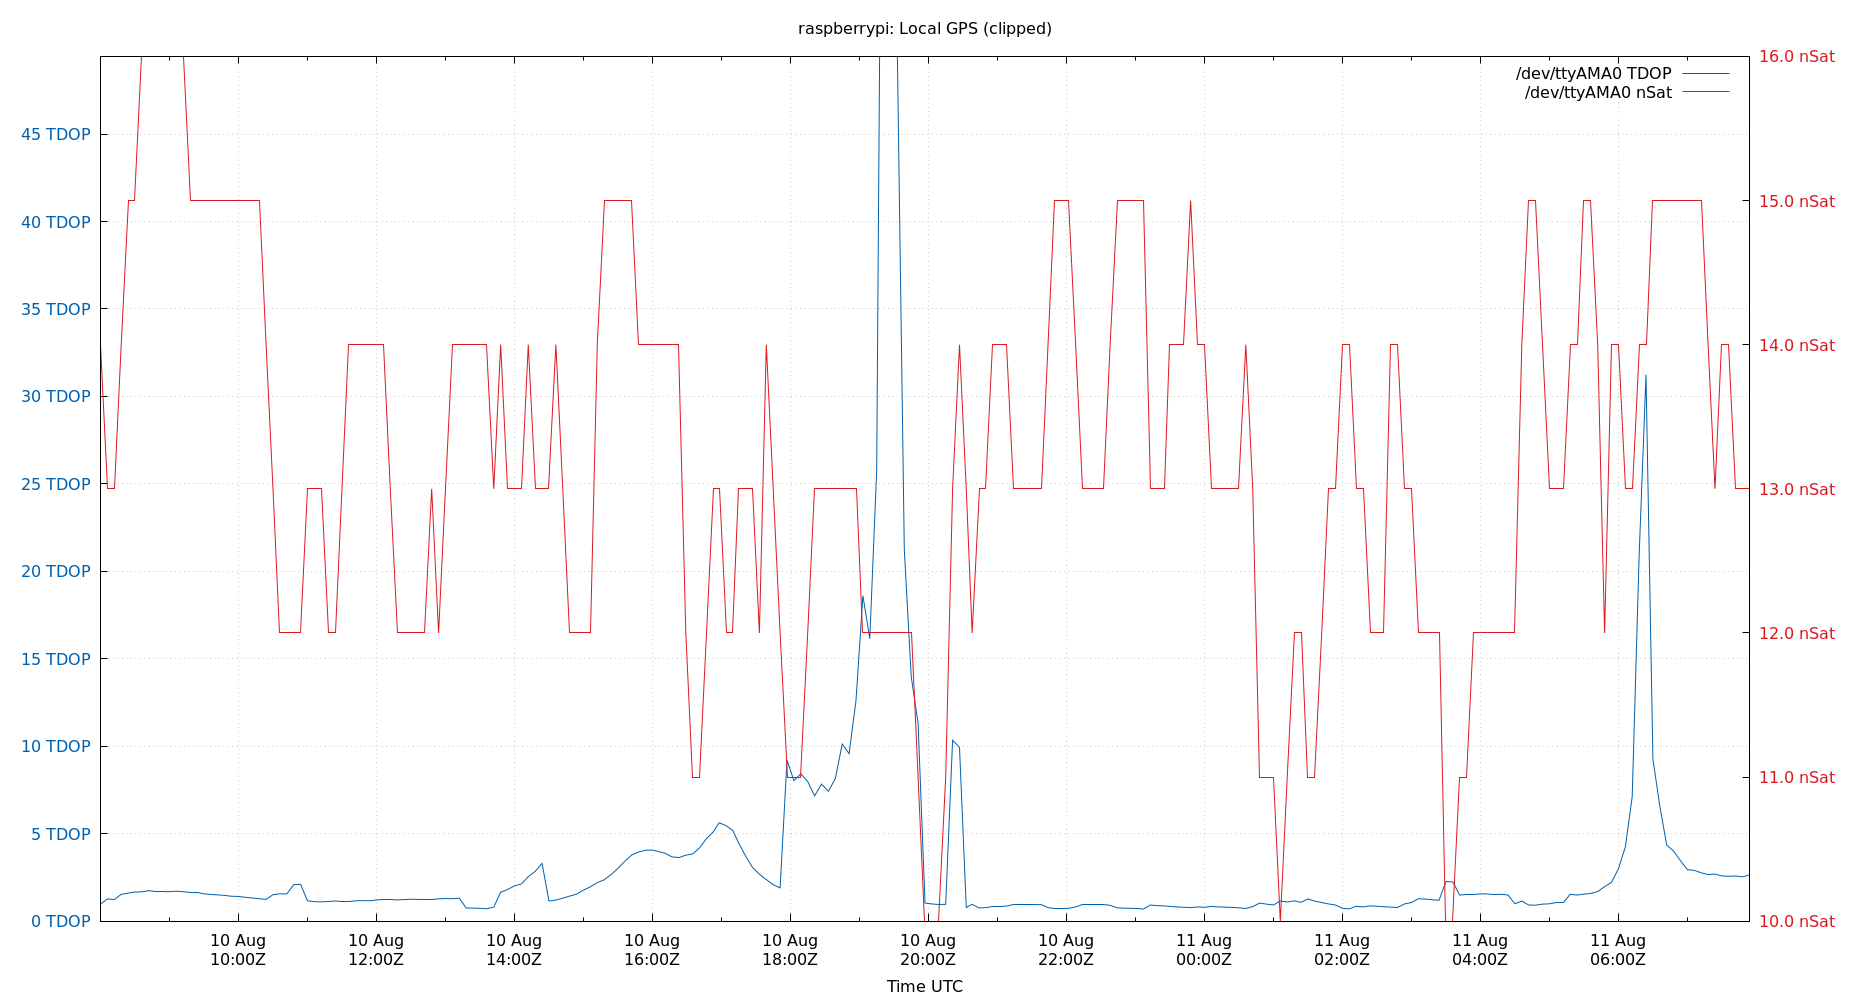 raspberrypi: Local GPS (clipped)
16.0 nSat
/dev/ttyAMA0 TDOP
/dev/ttyAMA0 nSat
45 TDOP
15.0 nSat
40 TDOP
35 TDOP
14.0 nSat
30 TDOP
25 TDOP
13.0 nSat
20 TDOP
12.0 nSat
15 TDOP
11.0 nSat
10 TDOP
5 TDOP
0 TDOP
10.0 nSat
10 Aug 10 Aug 10 Aug 10 Aug 10 Aug 10 Aug 10 Aug 11 Aug 11 Aug 11 Aug 11 Aug
10:00Z 12:00Z 14:00Z 16:00Z 18:00Z 20:00Z 22:00Z 00:00Z 02:00Z 04:00Z 06:00Z
Time UTC